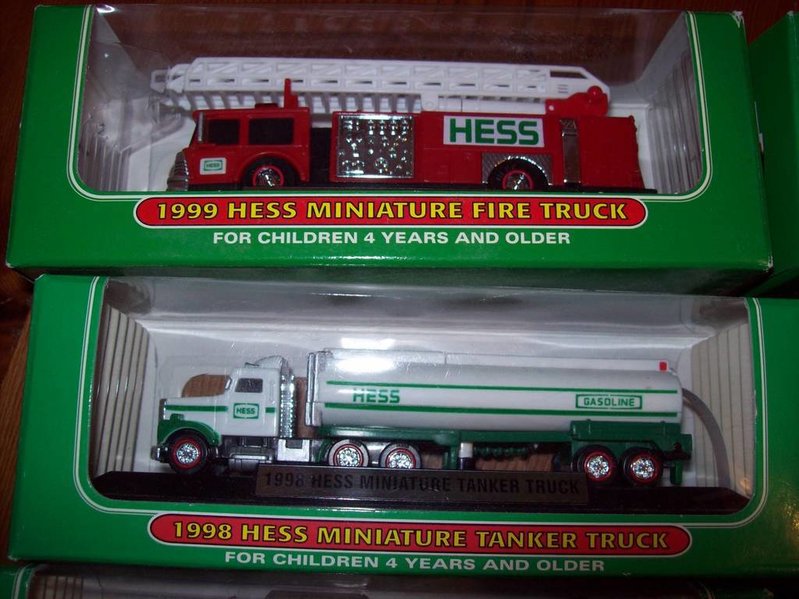 HESS
HESS
1999 HESS MINIATURE FIRE TRUCK
FOR CHILDREN 4 YEARS AND OLDER
HESS
HESS
GASOLINE
1998 HESS MINIATURE TANKER TRUCK
1998 HESS MINIATURE TANKER TRUCK
FOR CHILDREN 4 YEARS AND OLDER